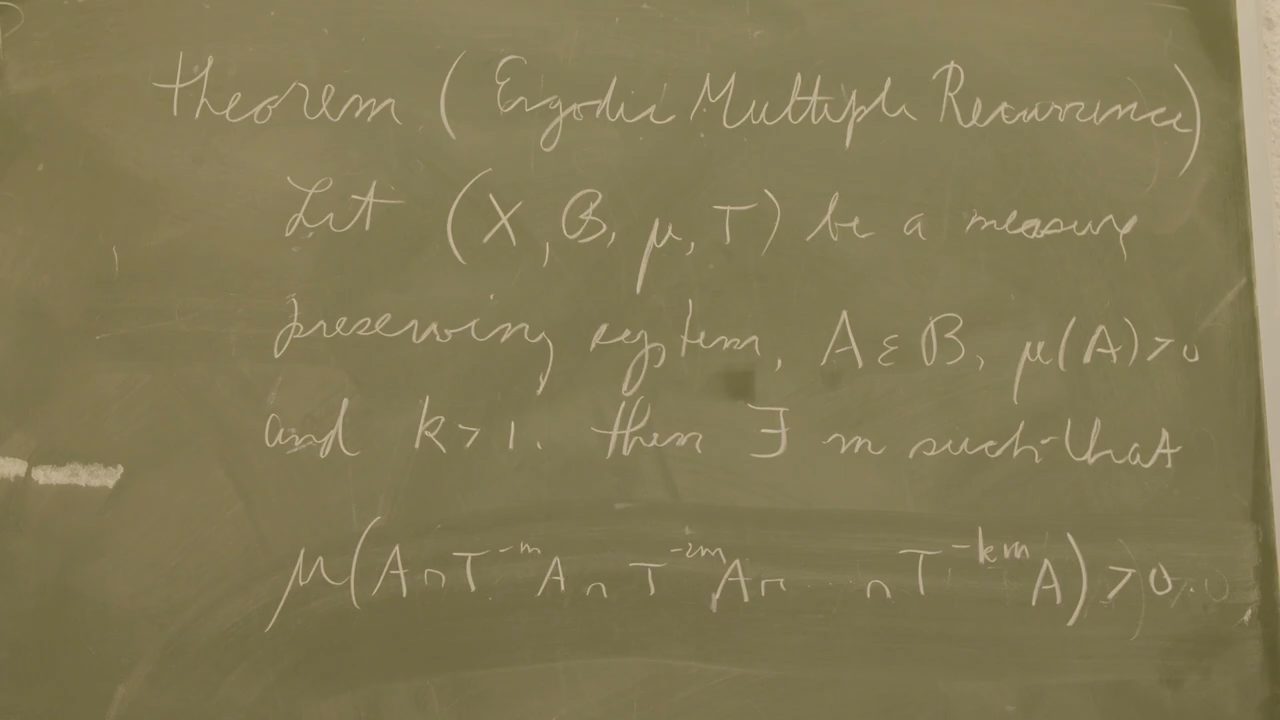 Theorem (Ergodic Multiple Recurrence)
Let (X, B, μ, T) be a measure
preserving system, A ε B, μ(A) > 0
and k > 1. then ∃ m such that
μ(A ∩ T^{-m} A ∩ T^{-2m} A ∩ ... ∩ T^{-km} A) > 0